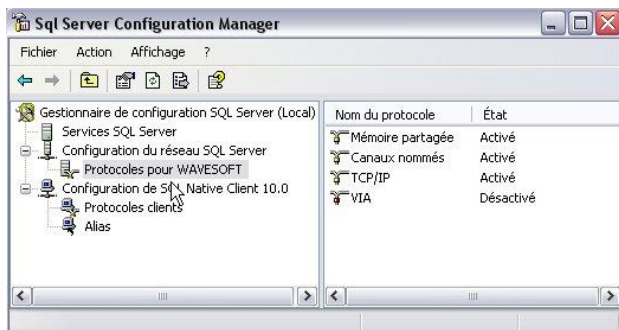 Sql Server Configuration Manager
Fichier Action Affichage ?
Gestionnaire de configuration SQL Server (Local)
Services SQL Server
Configuration du réseau SQL Server
Protocoles pour WAVESOFT
Configuration de SQL Native Client 10.0
Protocoles clients
Alias
Nom du protocole État
Mémoire partagée Activé
Canaux nommés Activé
TCP/IP Activé
VIA Désactivé